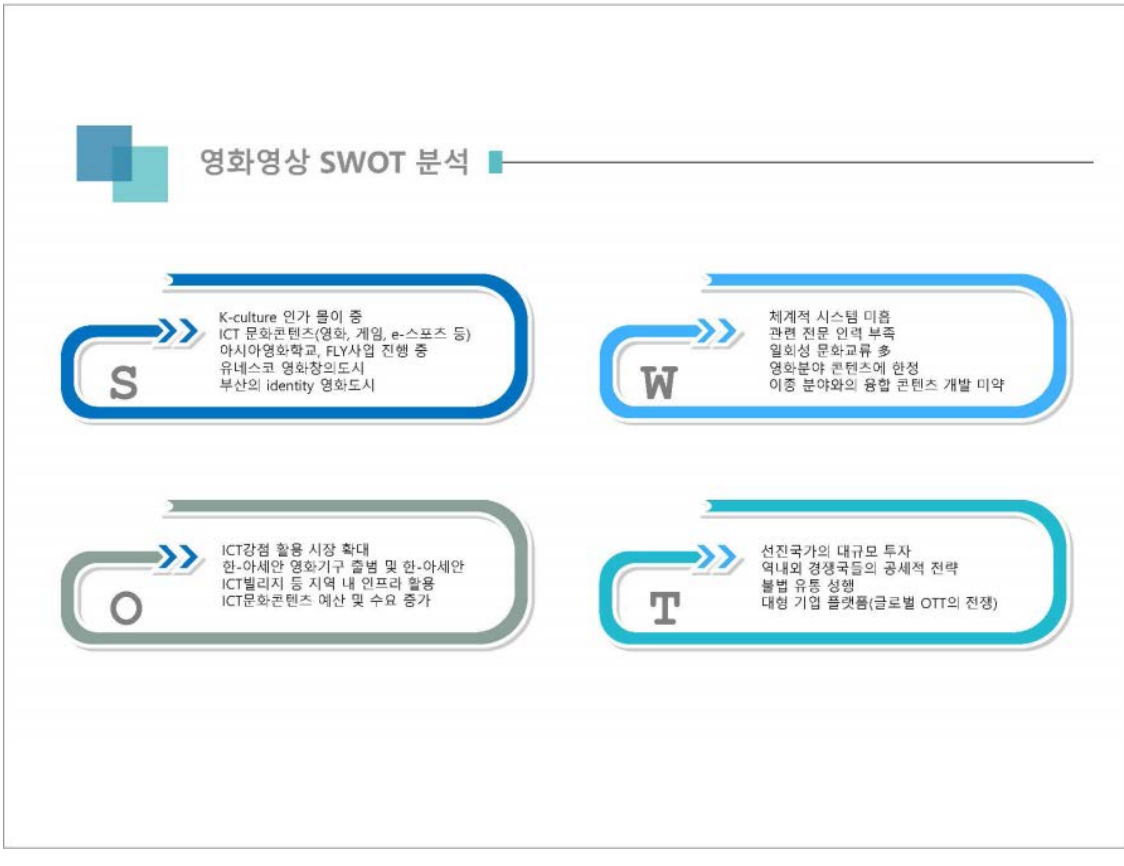 영화영상 SWOT 분석
S
K-culture 인가 몰이 중
ICT 문화콘텐츠(영화, 게임, e-스포츠 등)
아시아영화학교, FLY사업 진행 중
유네스코 영화창의도시
부산의 identity 영화도시
W
체계적 시스템 미흡
관련 전문 인력 부족
일회성 문화교류 多
영화분야 콘텐츠에 한정
이종 분야와의 융합 콘텐츠 개발 미약
O
ICT강점 활용 시장 확대
한-아세안 영화기구 출범 및 한-아세안
ICT빌리지 등 지역 내 인프라 활용
ICT문화콘텐츠 예산 및 수요 증가
T
선진국가의 대규모 투자
역내외 경쟁국들의 공세적 전략
불법 유통 성행
대형 기업 플랫폼(글로벌 OTT의 전쟁)